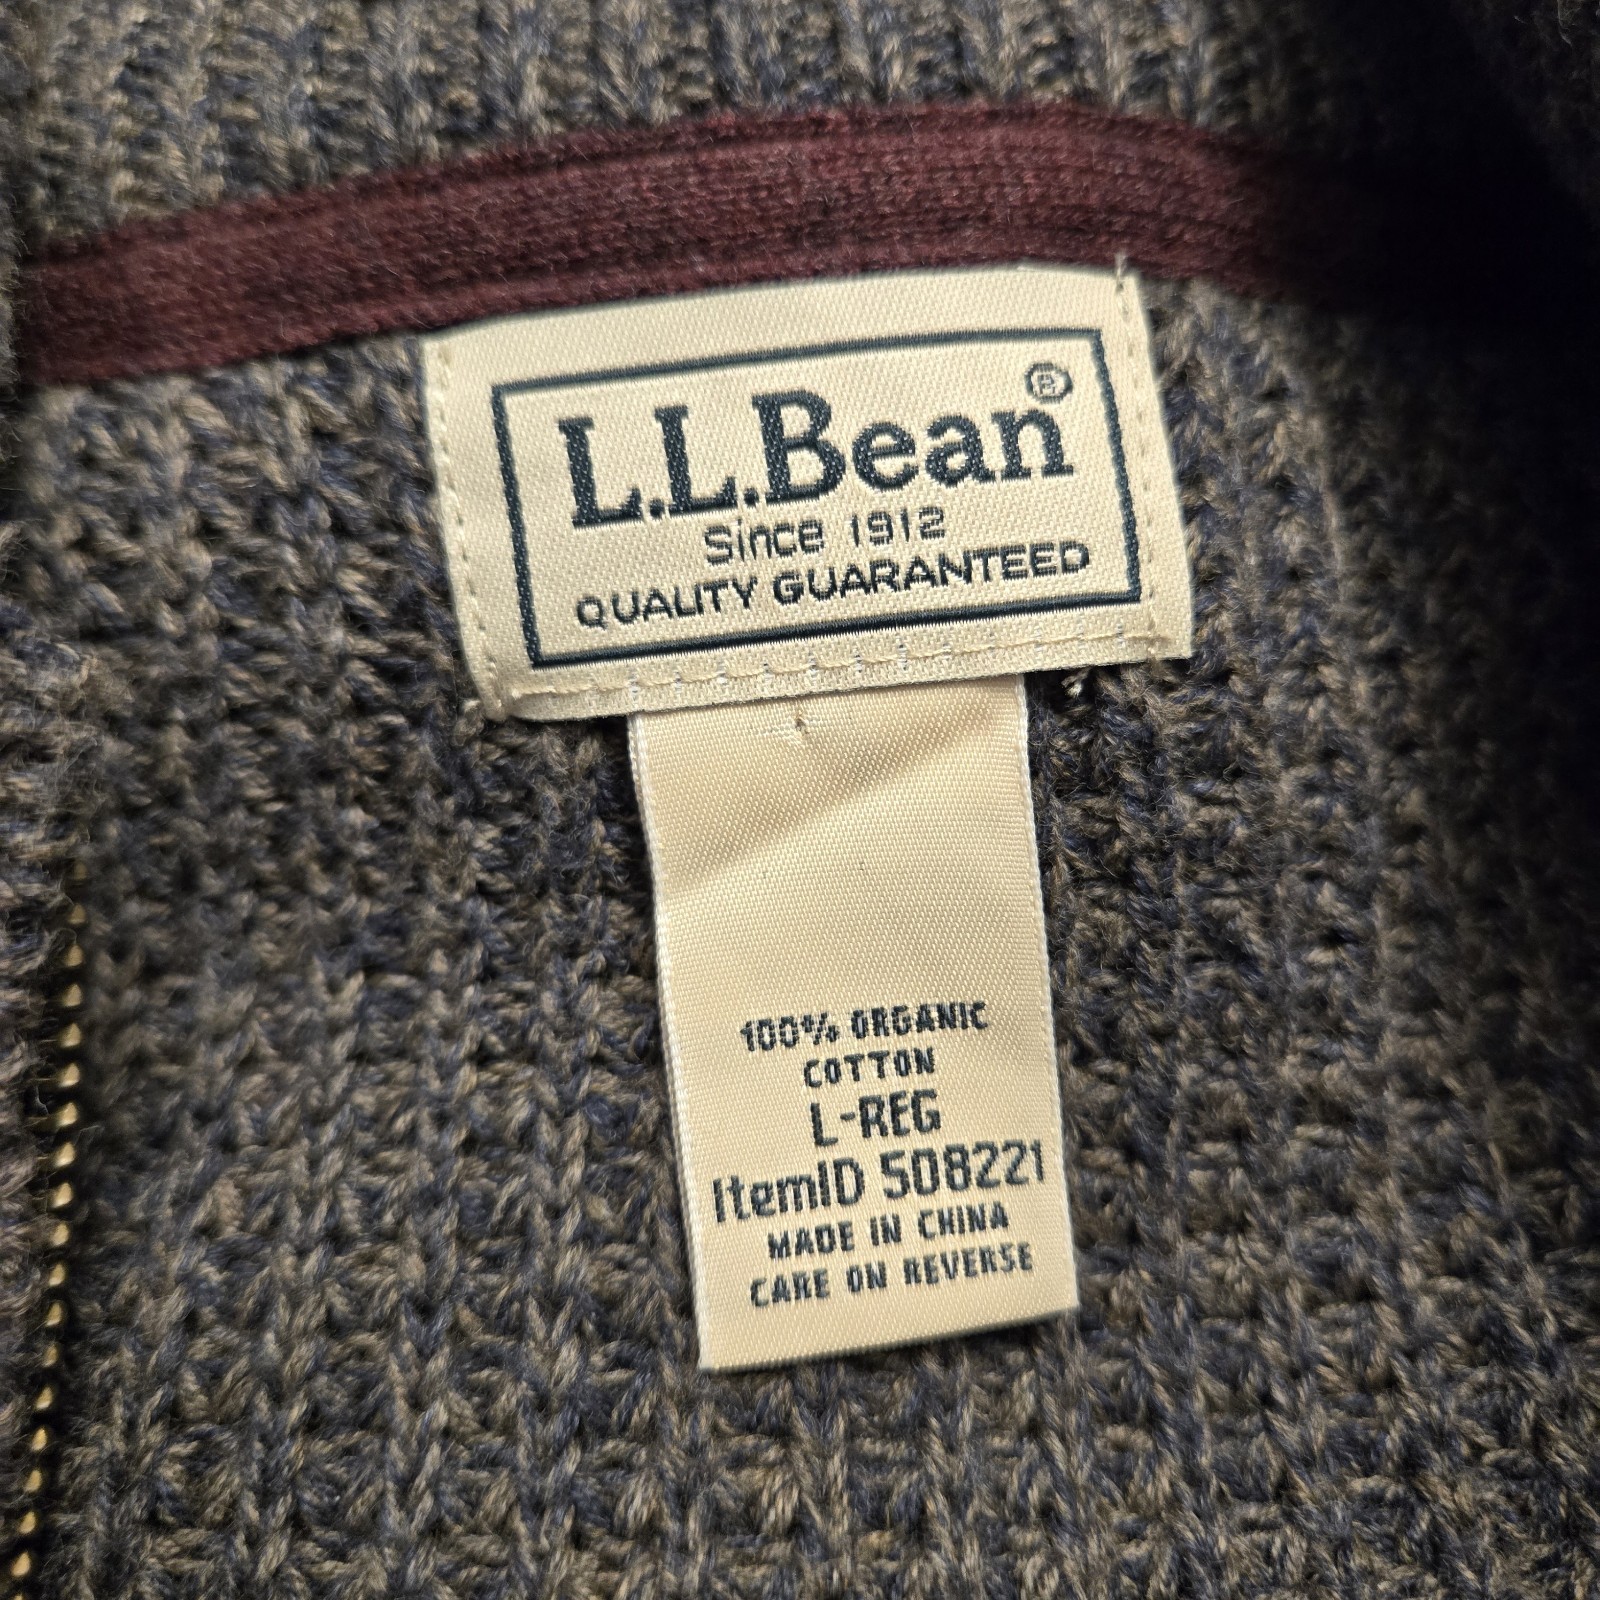 L.L.Bean®
Since 1912
QUALITY GUARANTEED
100% ORGANIC
COTTON
L-REG
ItemID 508221
MADE IN CHINA
CARE ON REVERSE